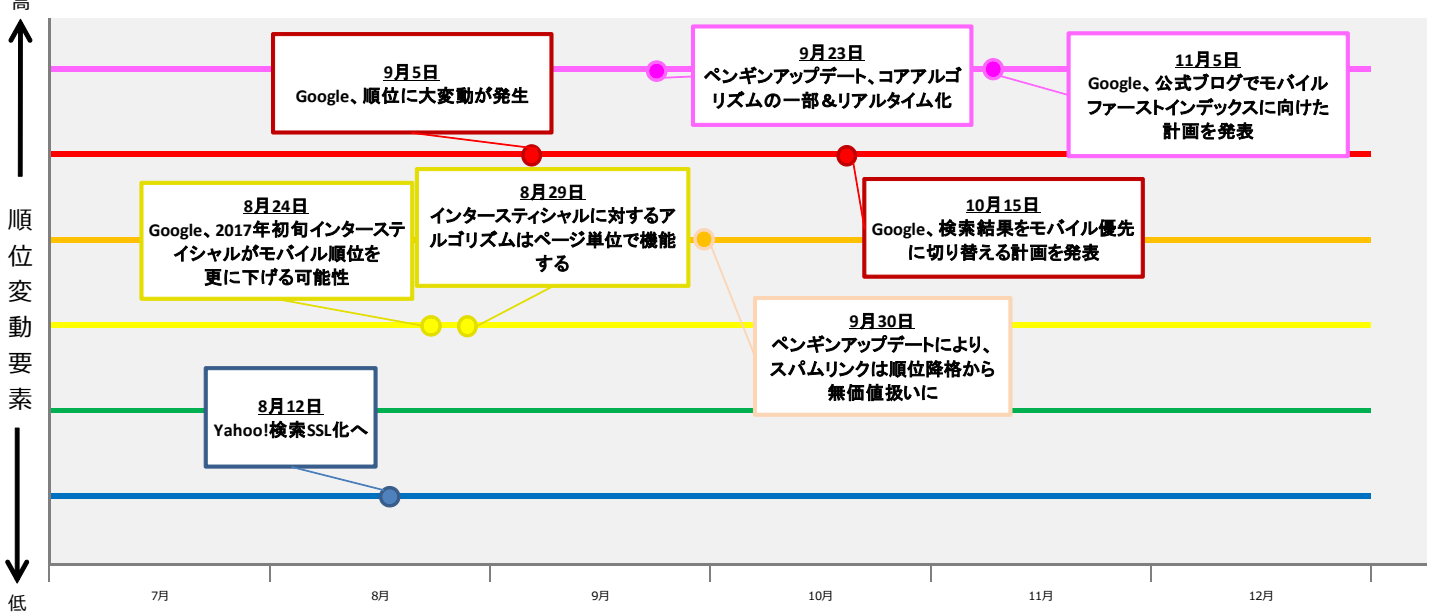 高
順
位
変
動
要
素
低
9月5日
Google、順位に大変動が発生
9月23日
ペンギンアップデート、コアアルゴ
リズムの一部＆リアルタイム化
11月5日
Google、公式ブログでモバイル
ファーストインデックスに向けた
計画を発表
8月24日
Google、2017年初旬インターステ
イシャルがモバイル順位を
更に下げる可能性
8月29日
インタースティシャルに対するア
ルゴリズムはページ単位で機能
する
10月15日
Google、検索結果をモバイル優先
に切り替える計画を発表
9月30日
ペンギンアップデートにより、
スパムリンクは順位降格から
無価値扱いに
8月12日
Yahoo!検索SSL化へ
7月
8月
9月
10月
11月
12月